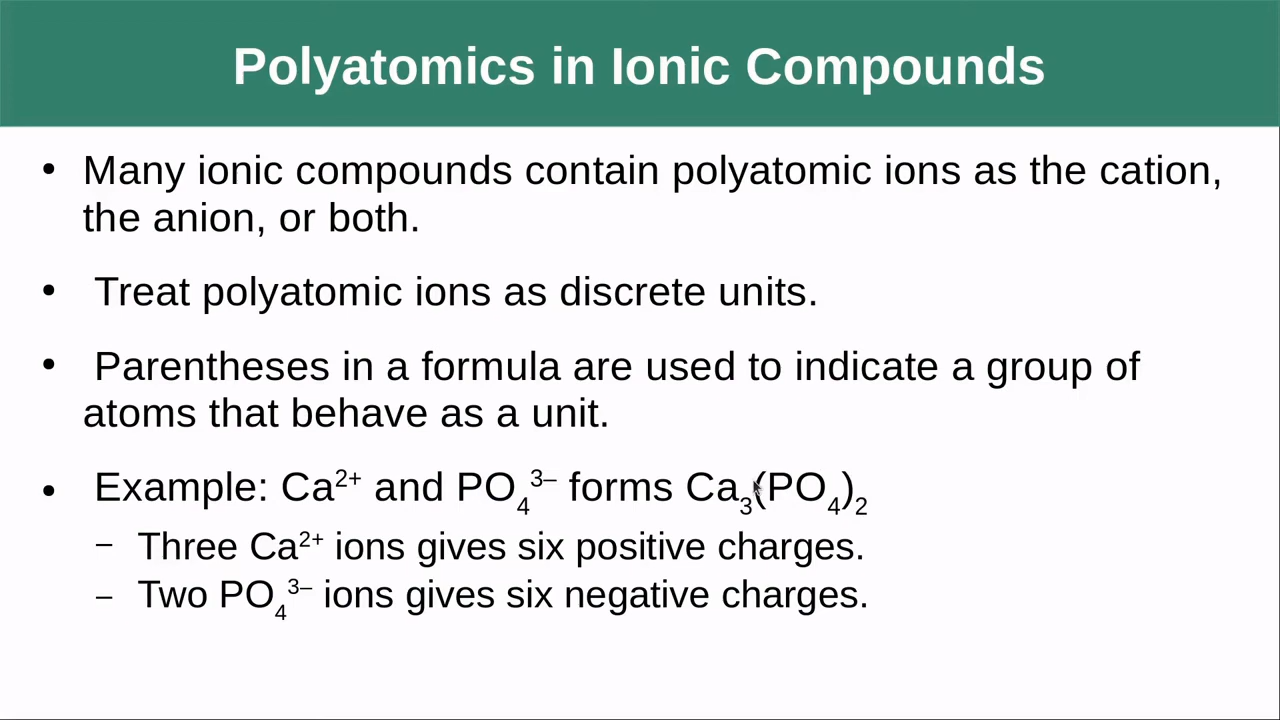 Polyatomics in Ionic Compounds
• Many ionic compounds contain polyatomic ions as the cation,
the anion, or both.
• Treat polyatomic ions as discrete units.
• Parentheses in a formula are used to indicate a group of
atoms that behave as a unit.
• Example: Ca²⁺ and PO₄³⁻ forms Ca₃(PO₄)₂
– Three Ca²⁺ ions gives six positive charges.
– Two PO₄³⁻ ions gives six negative charges.